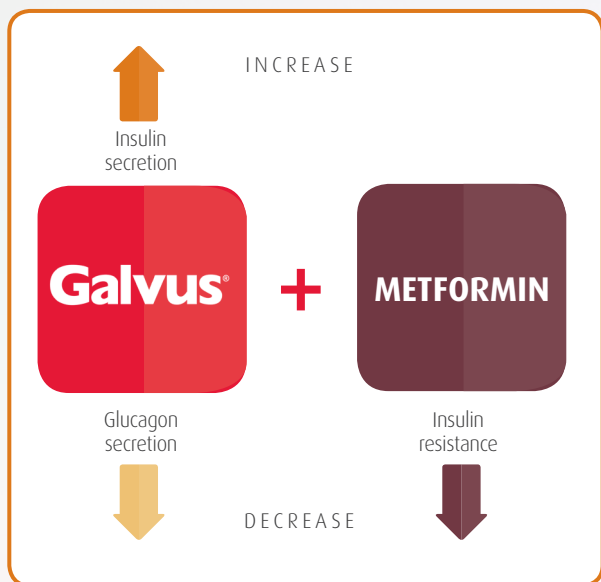 INCREASE
Insulin
secretion
Galvus®
+
METFORMIN
Glucagon
secretion
Insulin
resistance
DECREASE